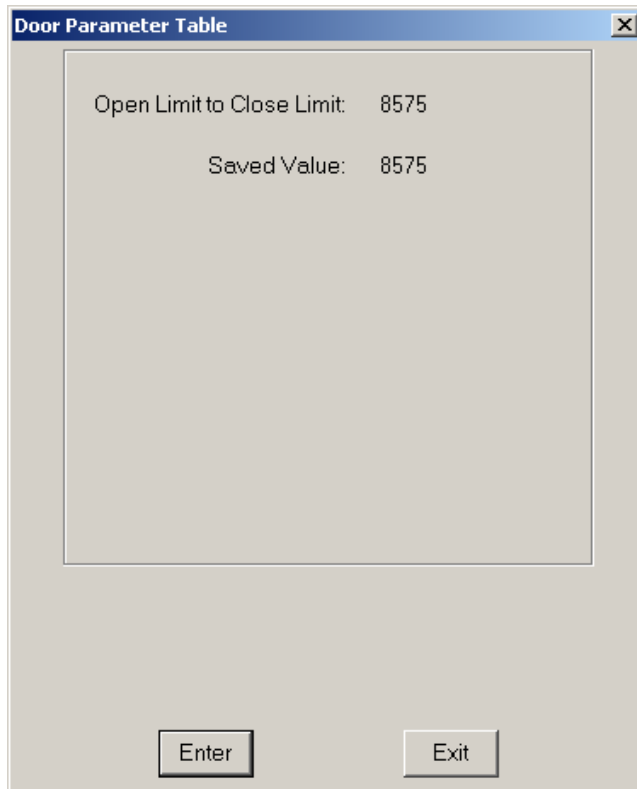 Door Parameter Table
Open Limit to Close Limit: 8575
Saved Value: 8575
Enter Exit